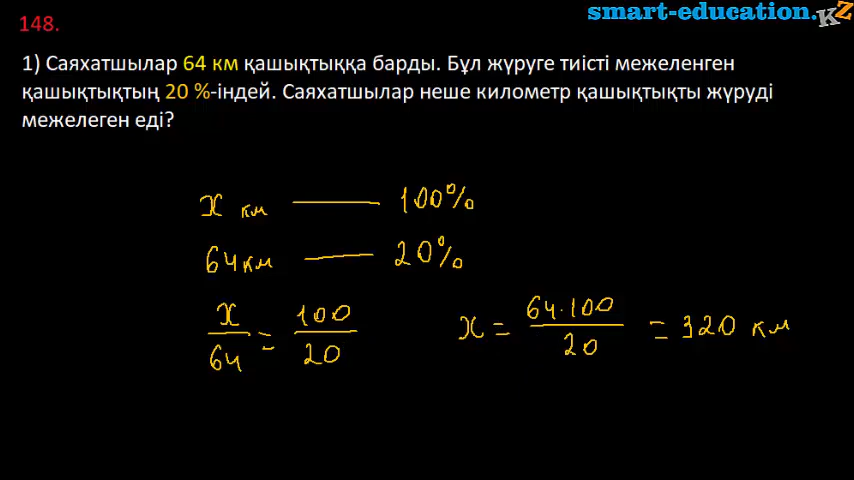 148.
smart-education.KZ
1) Саяхатшылар 64 км қашықтыққа барды. Бұл жүруге тиісті межеленген
қашықтықтың 20 %-індей. Саяхатшылар неше километр қашықтықты жүруді
межелеген еді?
x км — 100%
64км — 20%
x/64 = 100/20
x = 64·100/20 = 320 км